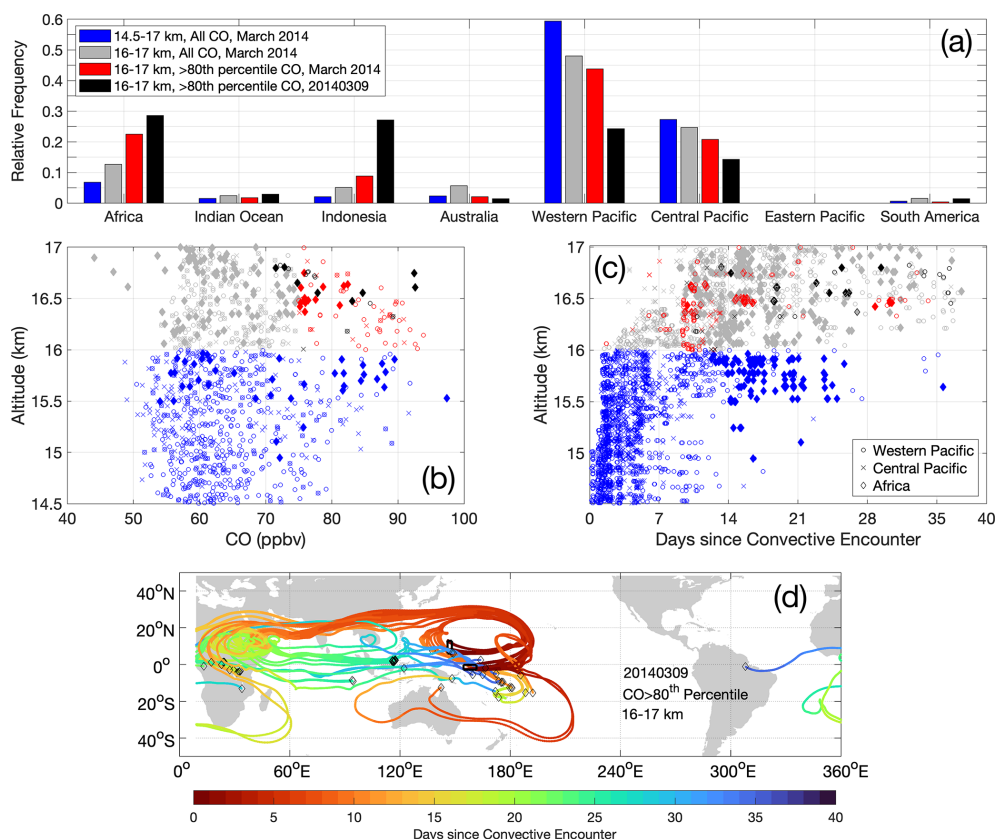 (a)
14.5-17 km, All CO, March 2014
16-17 km, All CO, March 2014
16-17 km, >80th percentile CO, March 2014
16-17 km, >80th percentile CO, 20140309
Relative Frequency
0.6
0.5
0.4
0.3
0.2
0.1
0
Africa Indian Ocean Indonesia Australia Western Pacific Central Pacific Eastern Pacific South America
(b)
Altitude (km)
17
16.5
16
15.5
15
14.5
40 50 60 70 80 90 100
CO (ppbv)
(c)
Altitude (km)
17
16.5
16
15.5
15
14.5
Western Pacific
Central Pacific
Africa
0 7 14 21 28 35 40
Days since Convective Encounter
(d)
40°N
20°N
0°
20°S
40°S
20140309
CO>80th Percentile
16-17 km
0° 60°E 120°E 180°E 240°E 300°E 360°E
0 5 10 15 20 25 30 35 40
Days since Convective Encounter